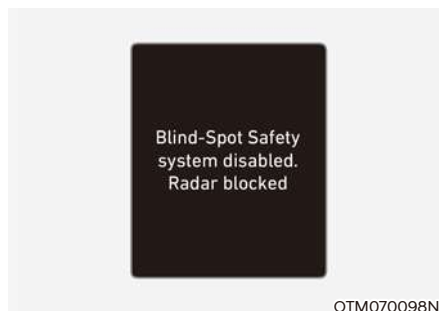 Blind-Spot Safety
system disabled.
Radar blocked
OTM070098N